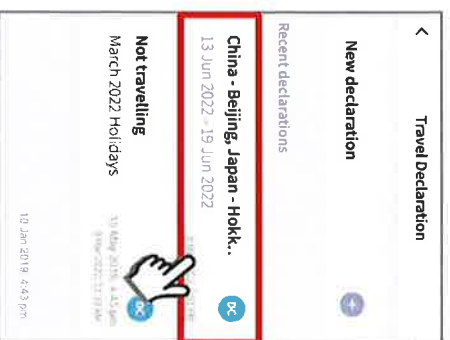 Travel Declaration
New declaration
Recent declarations
China - Beijing, Japan - Hokk..
13 Jun 2022 - 19 Jun 2022
DC
Not travelling
March 2022 Holidays
DC
10 Jan 2019, 4:43 pm